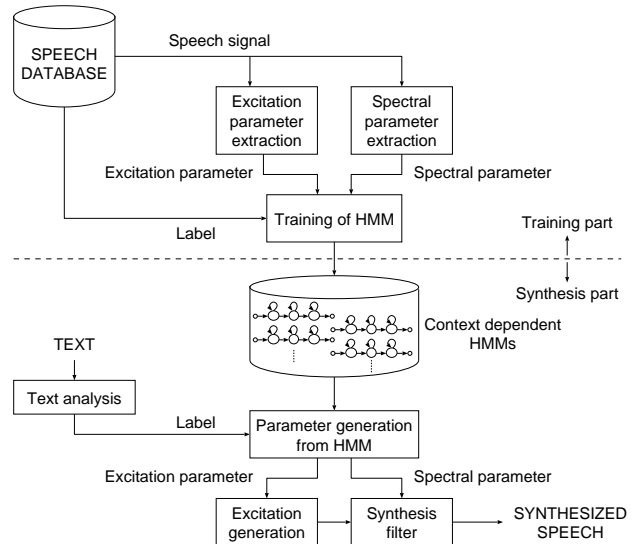 Speech signal
SPEECH
DATABASE
Excitation
parameter
extraction
Spectral
parameter
extraction
Excitation parameter
Spectral parameter
Training of HMM
Label
Training part
Synthesis part
Context dependent
HMMs
TEXT
Text analysis
Label
Parameter generation
from HMM
Excitation parameter
Spectral parameter
Excitation
generation
Synthesis
filter
SYNTHESIZED
SPEECH